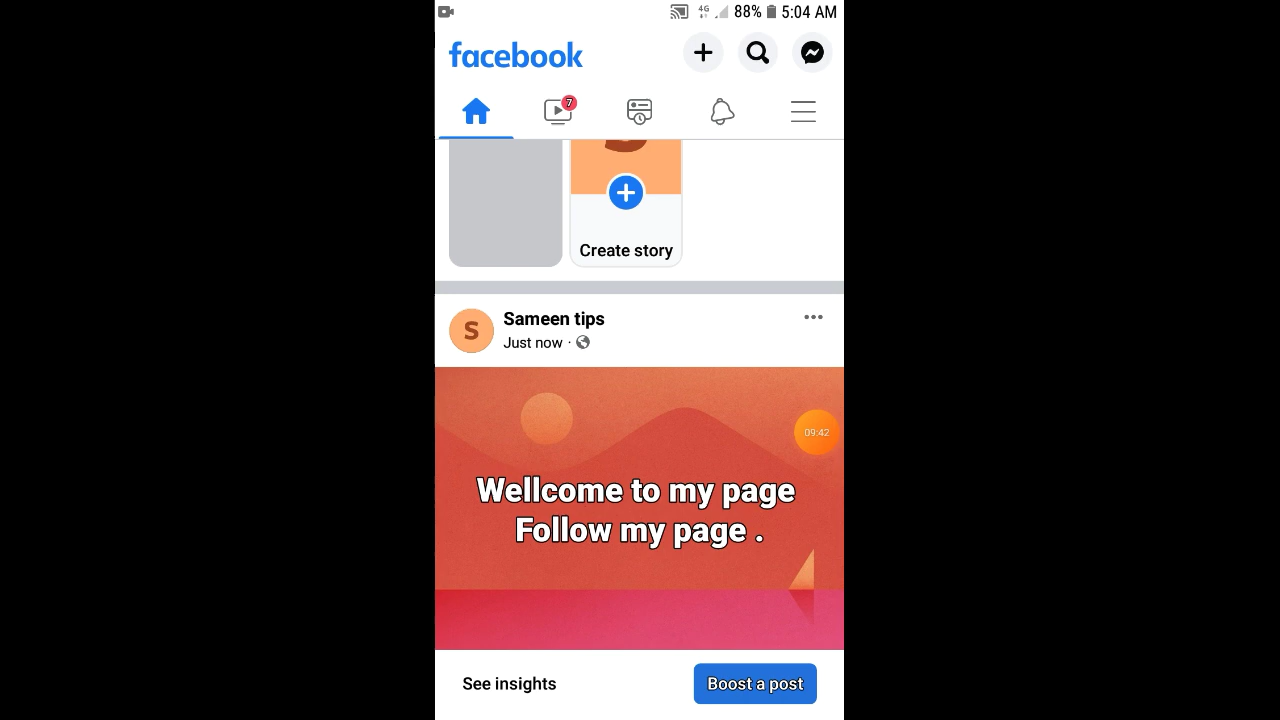 4G 88% 5:04 AM
facebook
7
Create story
S
Sameen tips
Just now ·
09:42
Wellcome to my page
Follow my page .
See insights
Boost a post